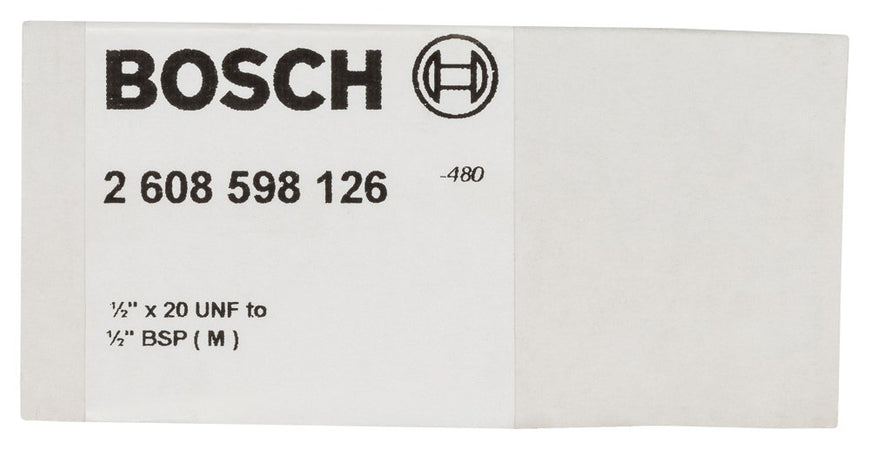 BOSCH
2 608 598 126 -480
½" x 20 UNF to
½" BSP ( M )